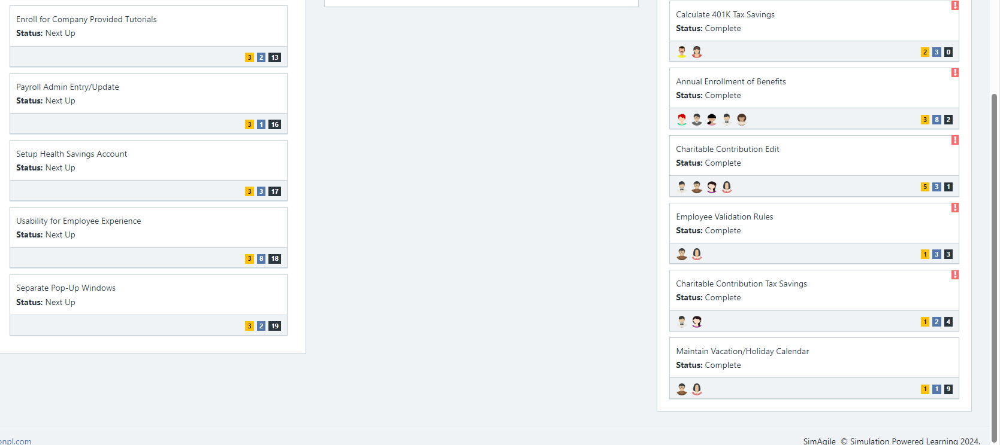 Enroll for Company Provided Tutorials
Status: Next Up
3 2 13
Payroll Admin Entry/Update
Status: Next Up
3 1 16
Setup Health Savings Account
Status: Next Up
3 3 17
Usability for Employee Experience
Status: Next Up
3 8 18
Separate Pop-Up Windows
Status: Next Up
3 2 19
!
Calculate 401K Tax Savings
Status: Complete
2 3 0
!
Annual Enrollment of Benefits
Status: Complete
3 8 2
!
Charitable Contribution Edit
Status: Complete
5 3 1
!
Employee Validation Rules
Status: Complete
1 3 3
!
Charitable Contribution Tax Savings
Status: Complete
1 2 4
Maintain Vacation/Holiday Calendar
Status: Complete
1 1 9
onpl.com
SimAgile © Simulation Powered Learning 2024.